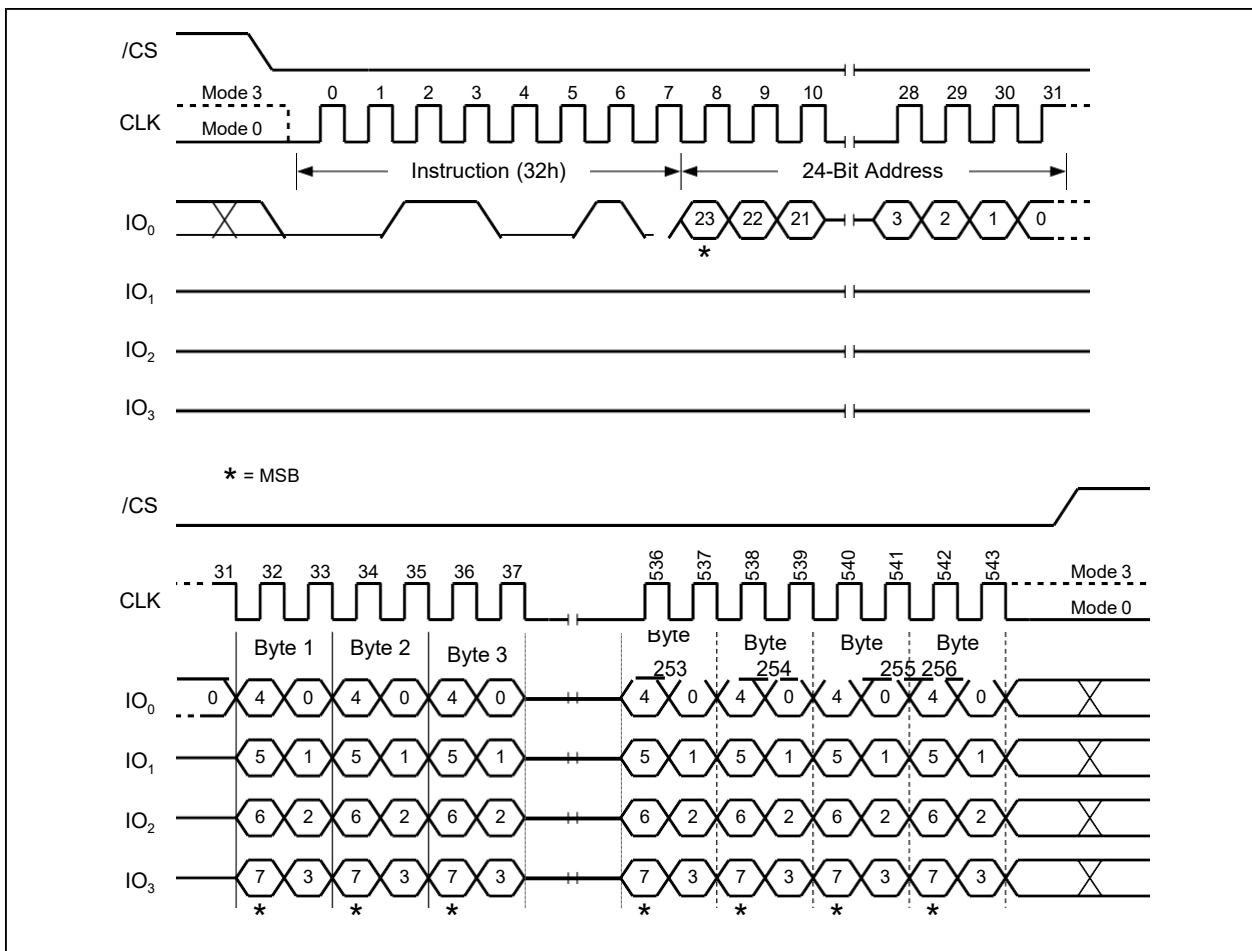 /CS
Mode 3 0 1 2 3 4 5 6 7 8 9 10 28 29 30 31
CLK
Mode 0
Instruction (32h) 24-Bit Address
IO0 23 22 21 3 2 1 0
*
IO1
IO2
IO3
* = MSB
/CS
31 32 33 34 35 36 37 536 537 538 539 540 541 542 543 Mode 3
CLK
Mode 0
Byte 1 Byte 2 Byte 3 Byte Byte Byte Byte
253 254 255 256
IO0 0 4 0 4 0 4 0 4 0 4 0 4 0 4 0
IO1 5 1 5 1 5 1 5 1 5 1 5 1 5 1
IO2 6 2 6 2 6 2 6 2 6 2 6 2 6 2
IO3 7 3 7 3 7 3 7 3 7 3 7 3 7 3
* * * * * * *